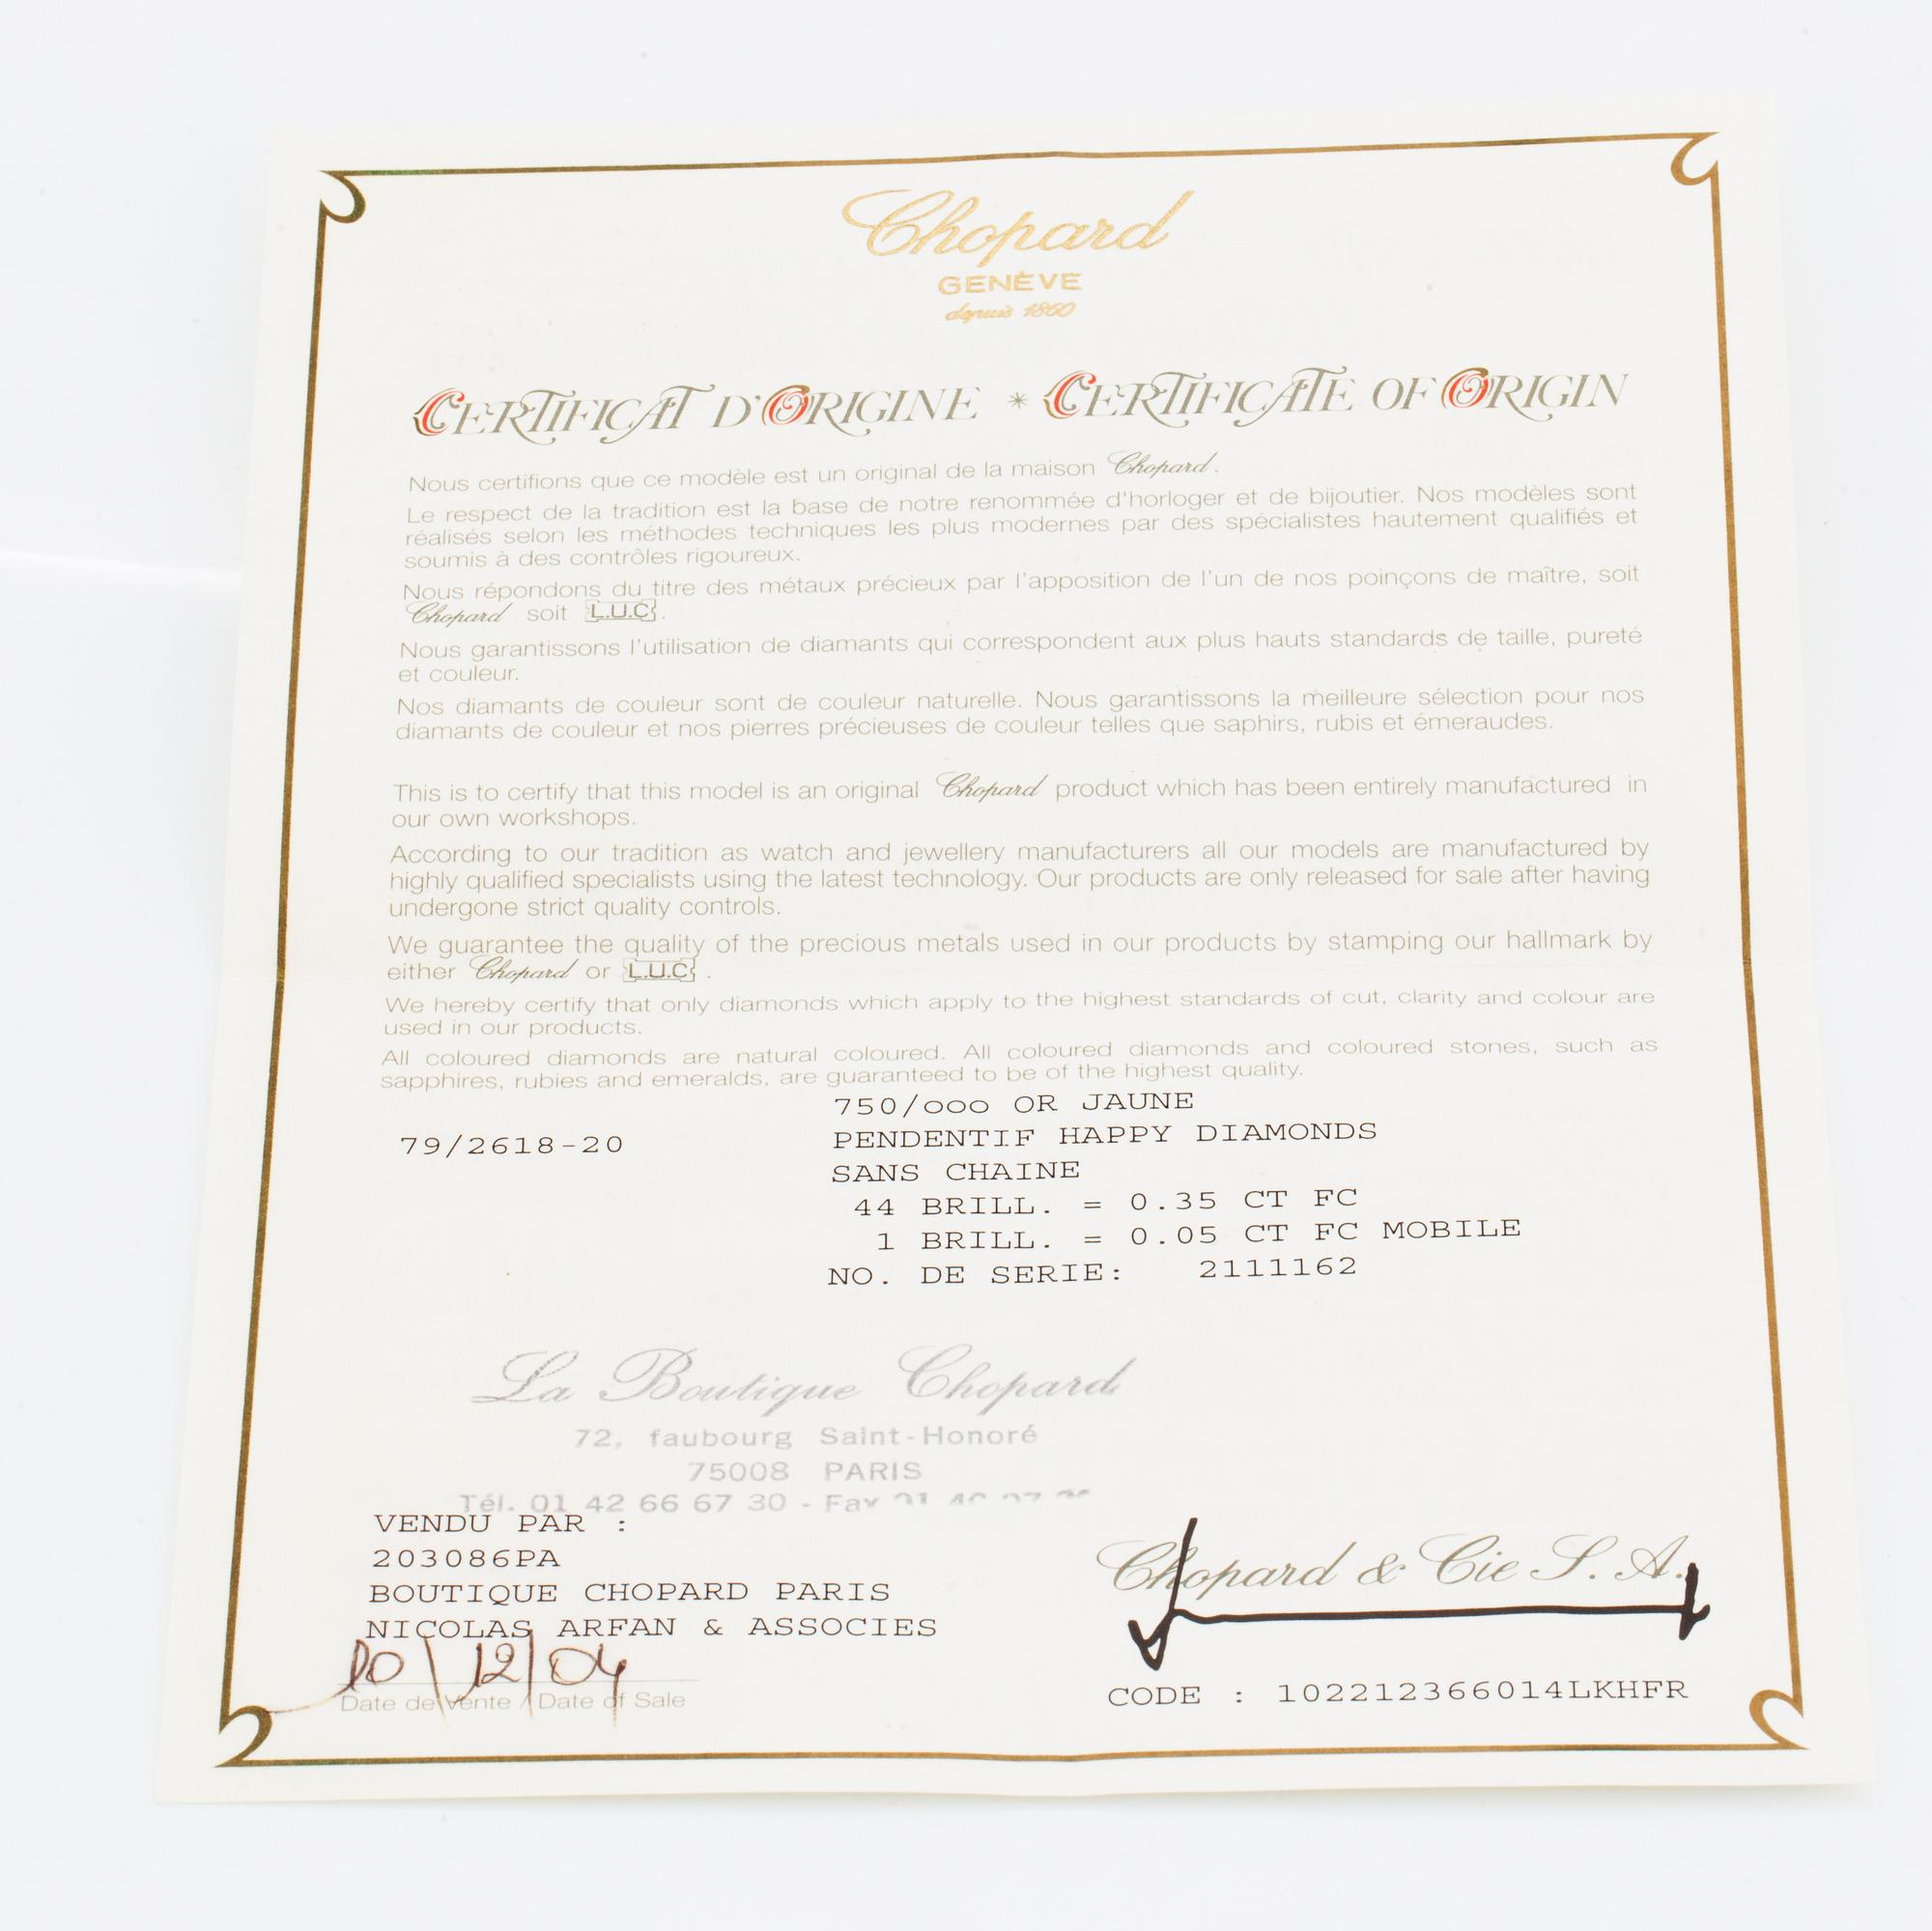 Chopard
GENÈVE
depuis 1860
CERTIFICAT D'ORIGINE * CERTIFICATE OF ORIGIN
Nous certifions que ce modèle est un original de la maison Chopard.
Le respect de la tradition est la base de notre renommée d'horloger et de bijoutier. Nos modèles sont
réalisés selon les méthodes techniques les plus modernes par des spécialistes hautement qualifiés et
soumis à des contrôles rigoureux.
Nous répondons du titre des métaux précieux par l'apposition de l'un de nos poinçons de maître, soit
Chopard soit L.U.C.
Nous garantissons l'utilisation de diamants qui correspondent aux plus hauts standards de taille, pureté
et couleur.
Nos diamants de couleur sont de couleur naturelle. Nous garantissons la meilleure sélection pour nos
diamants de couleur et nos pierres précieuses de couleur telles que saphirs, rubis et émeraudes.
This is to certify that this model is an original Chopard product which has been entirely manufactured in
our own workshops.
According to our tradition as watch and jewellery manufacturers all our models are manufactured by
highly qualified specialists using the latest technology. Our products are only released for sale after having
undergone strict quality controls.
We guarantee the quality of the precious metals used in our products by stamping our hallmark by
either Chopard or L.U.C.
We hereby certify that only diamonds which apply to the highest standards of cut, clarity and colour are
used in our products.
All coloured diamonds are natural coloured. All coloured diamonds and coloured stones, such as
sapphires, rubies and emeralds, are guaranteed to be of the highest quality.
750/ooo OR JAUNE
79/2618-20 PENDENTIF HAPPY DIAMONDS
SANS CHAINE
44 BRILL. = 0.35 CT FC
1 BRILL. = 0.05 CT FC MOBILE
NO. DE SERIE: 2111162
La Boutique Chopard
72, faubourg Saint-Honoré
75008 PARIS
Tél. 01 42 66 67 30 - Fax
VENDU PAR :
203086PA
BOUTIQUE CHOPARD PARIS
NICOLAS ARFAN & ASSOCIES
Chopard & Cie S.A.
12/04
Date de Vente / Date of Sale
CODE : 102212366014LKHFR